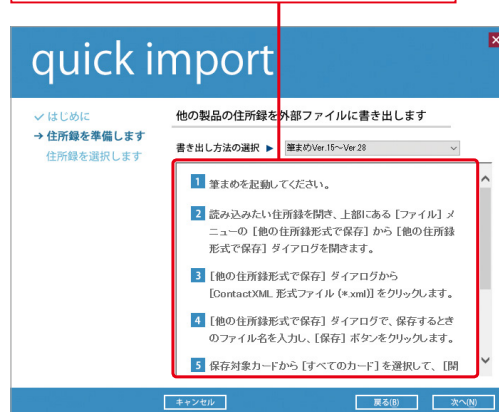 quick import
✓ はじめに
→ 住所録を準備します
住所録を選択します
他の製品の住所録を外部ファイルに書き出します
書き出し方法の選択 ▶ 筆まめVer.15~Ver.28
1 筆まめを起動してください。
2 読み込みたい住所録を開き、上部にある [ファイル] メ
ニューの [他の住所録形式で保存] から [他の住所録
形式で保存] ダイアログを開きます。
3 [他の住所録形式で保存] ダイアログから
[ContactXML 形式ファイル (*.xml)] をクリックします。
4 [他の住所録形式で保存] ダイアログで、保存するとき
のファイル名を入力し、[保存] ボタンをクリックします。
5 保存対象カードから [すべてのカード] を選択して、 [開
キャンセル
戻る(B)
次へ(N)